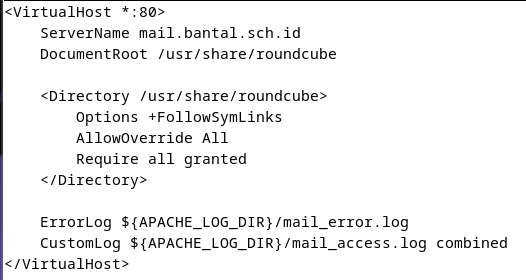 <VirtualHost *:80>
    ServerName mail.bantal.sch.id
    DocumentRoot /usr/share/roundcube

    <Directory /usr/share/roundcube>
        Options +FollowSymLinks
        AllowOverride All
        Require all granted
    </Directory>

    ErrorLog ${APACHE_LOG_DIR}/mail_error.log
    CustomLog ${APACHE_LOG_DIR}/mail_access.log combined
</VirtualHost>